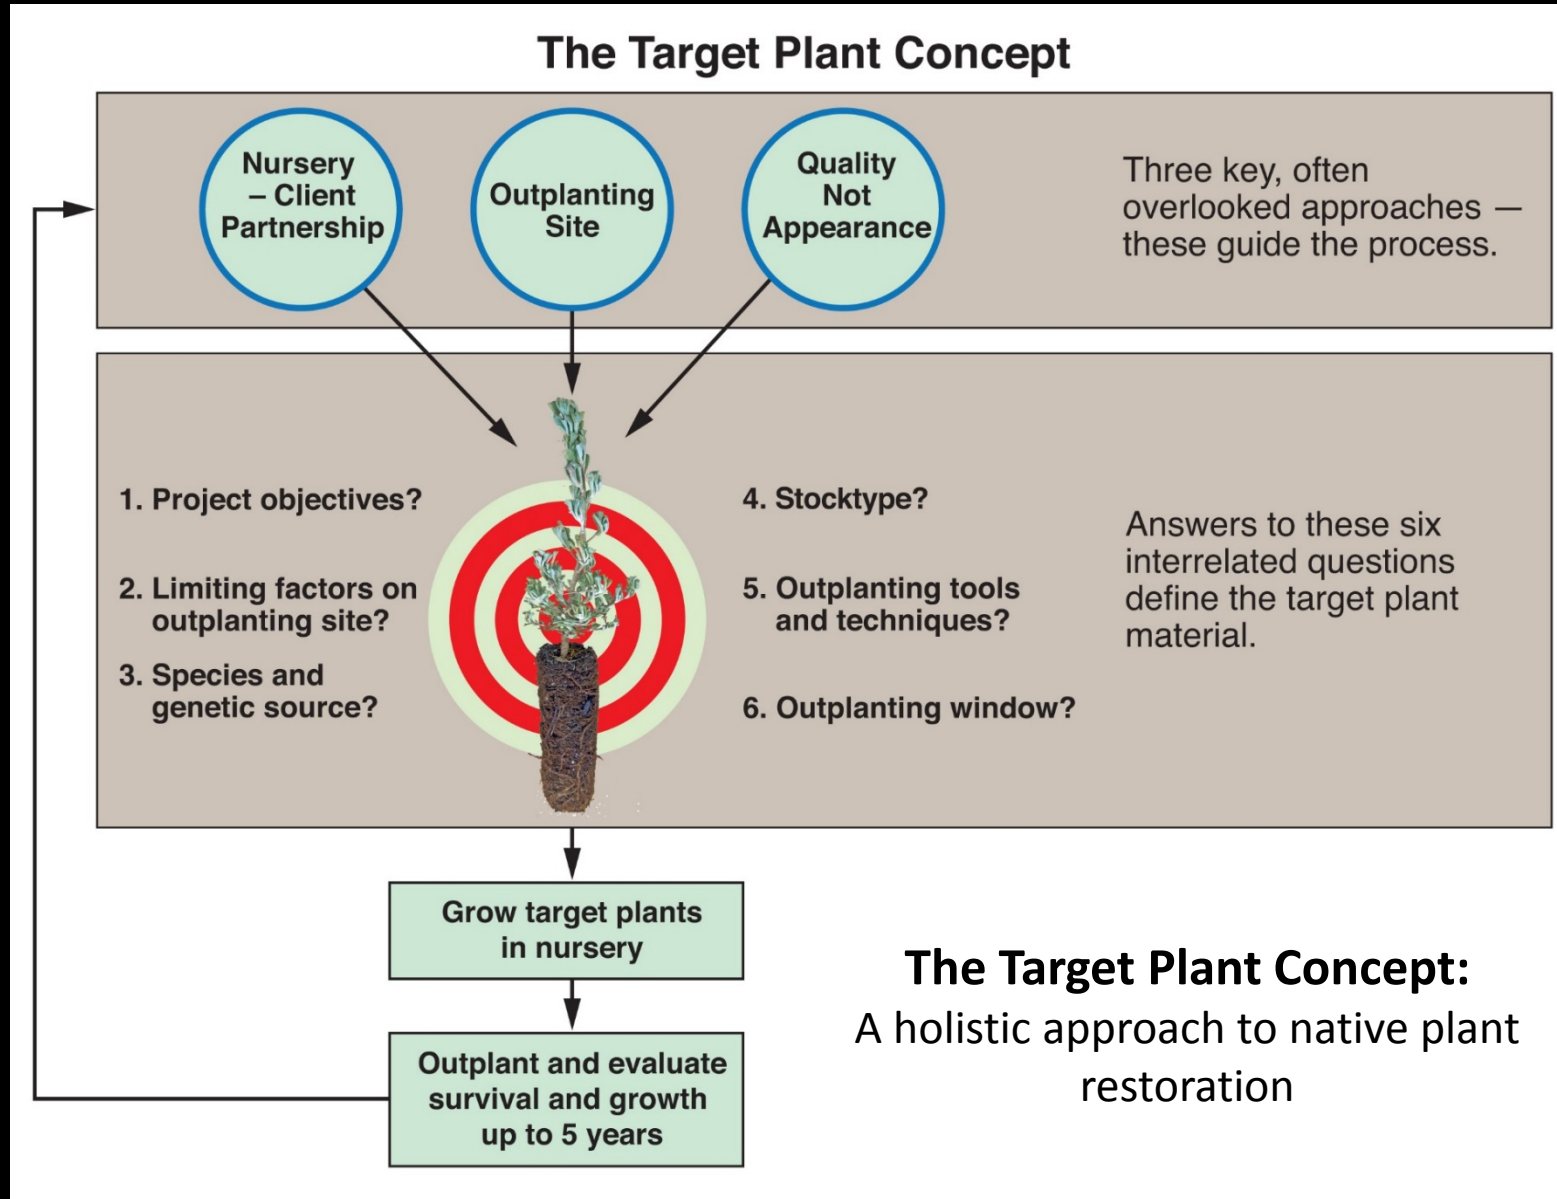 The Target Plant Concept
Nursery
– Client
Partnership
Outplanting
Site
Quality
Not
Appearance
Three key, often
overlooked approaches —
these guide the process.
1. Project objectives?
2. Limiting factors on
outplanting site?
3. Species and
genetic source?
4. Stocktype?
5. Outplanting tools
and techniques?
6. Outplanting window?
Answers to these six
interrelated questions
define the target plant
material.
Grow target plants
in nursery
Outplant and evaluate
survival and growth
up to 5 years
The Target Plant Concept:
A holistic approach to native plant
restoration